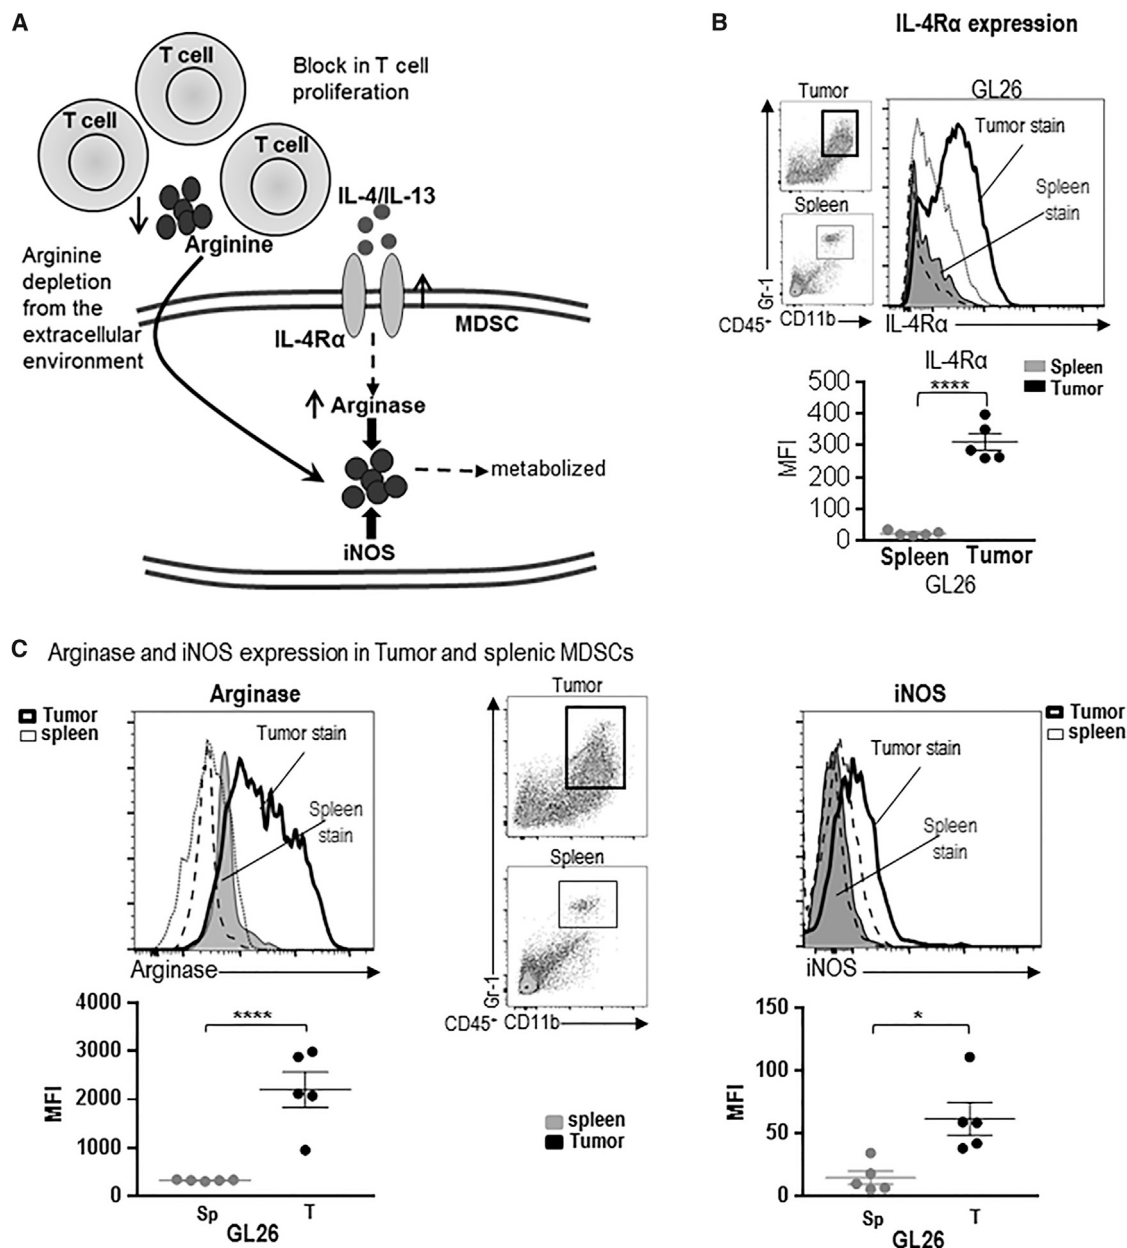 A
T cell
T cell
T cell
Block in T cell
proliferation
IL-4/IL-13
Arginine
Arginine
depletion
from the
extracellular
environment
MDSC
IL-4Rα
Arginase
metabolized
iNOS
B
IL-4Rα expression
Tumor
Spleen
Gr-1
CD45- CD11b
GL26
Tumor stain
Spleen
stain
IL-4Rα
IL-4Rα
Spleen
Tumor
500
400
300
200
100
0
MFI
****
Spleen Tumor
GL26
C
Arginase and iNOS expression in Tumor and splenic MDSCs
Arginase
Tumor
spleen
Tumor stain
Spleen
stain
Arginase
4000
3000
2000
1000
0
MFI
****
Sp T
GL26
Tumor
Spleen
Gr-1
CD45- CD11b
spleen
Tumor
iNOS
Tumor
spleen
Tumor stain
Spleen
stain
iNOS
150
100
50
0
MFI
*
Sp T
GL26